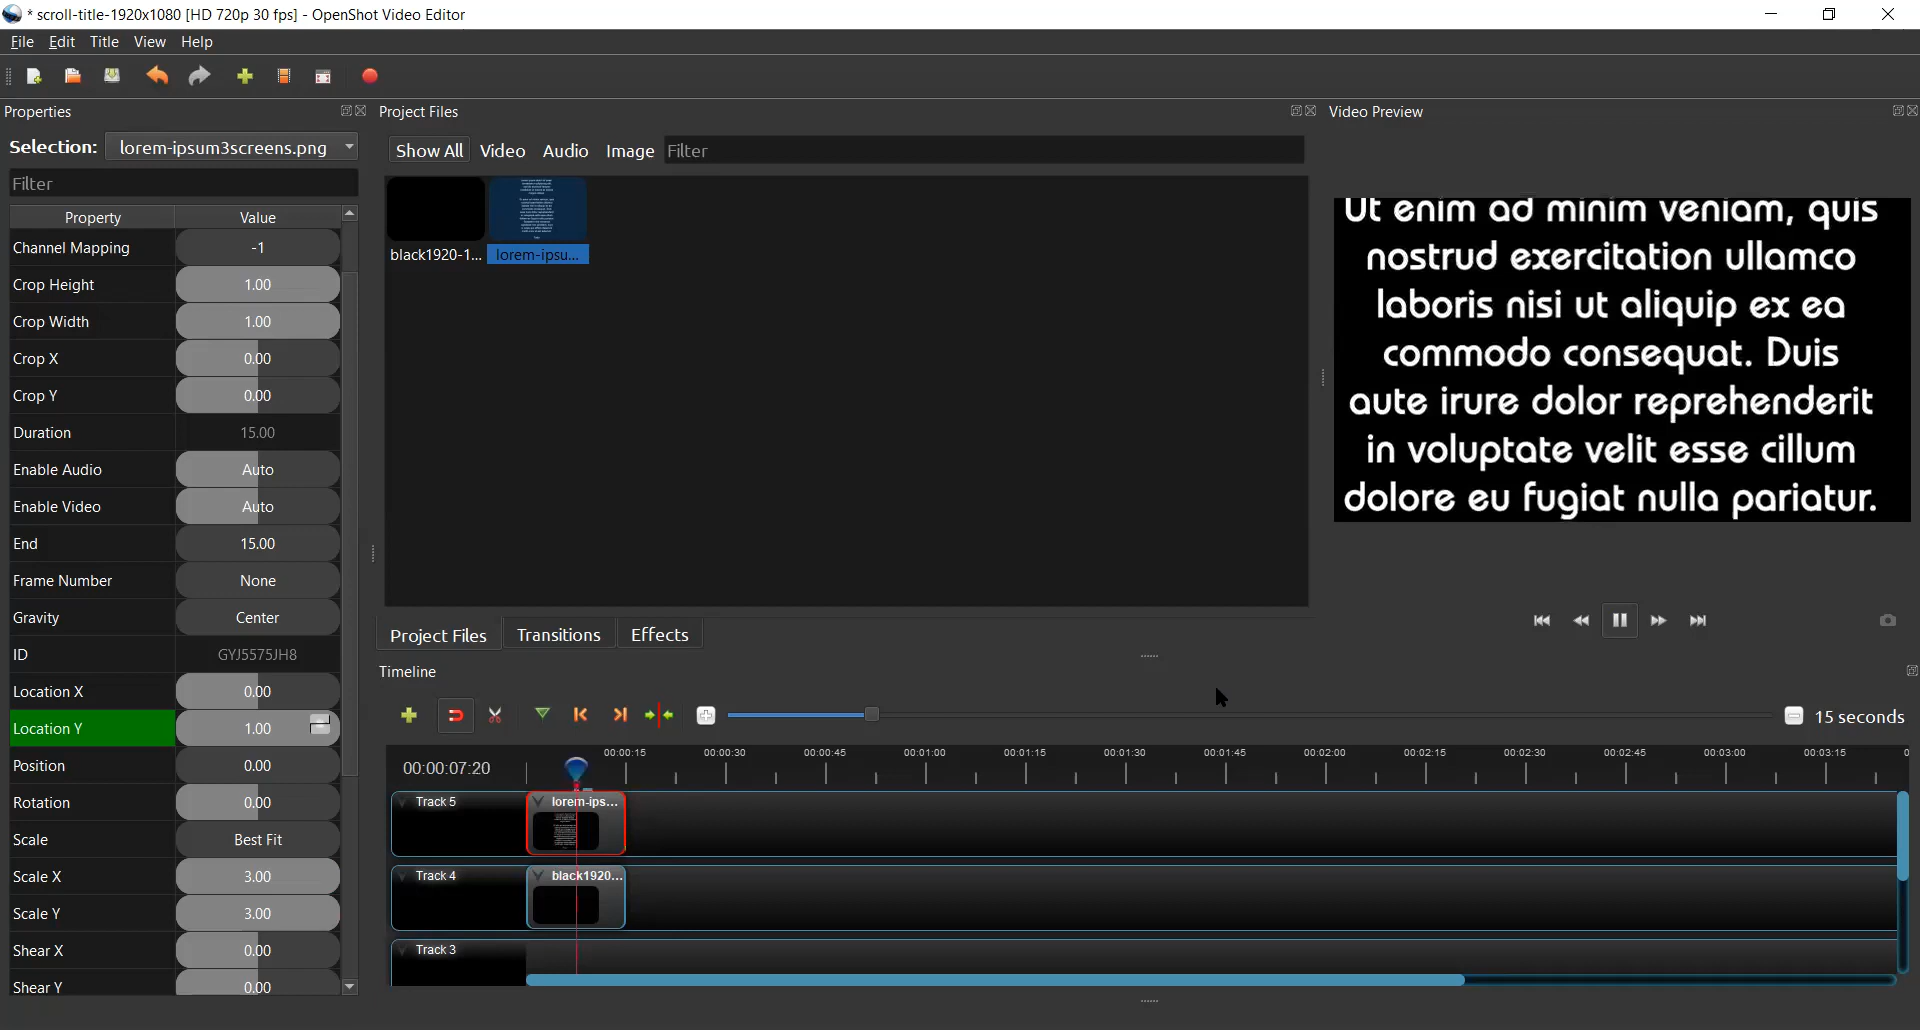 * scroll-title-1920x1080 [HD 720p 30 fps] - OpenShot Video Editor
File Edit Title View Help
Properties
Selection: lorem-ipsum3screens.png
Filter
Property Value
Channel Mapping -1
Crop Height 1.00
Crop Width 1.00
Crop X 0.00
Crop Y 0.00
Duration 15.00
Enable Audio Auto
Enable Video Auto
End 15.00
Frame Number None
Gravity Center
ID GYJ5575JH8
Location X 0.00
Location Y 1.00
Position 0.00
Rotation 0.00
Scale Best Fit
Scale X 3.00
Scale Y 3.00
Shear X 0.00
Shear Y 0.00
Project Files
Show All Video Audio Image Filter
black1920-1... lorem-ipsu...
Project Files Transitions Effects
Video Preview
Ut enim ad minim veniam, quis
nostrud exercitation ullamco
laboris nisi ut aliquip ex ea
commodo consequat. Duis
aute irure dolor reprehenderit
in voluptate velit esse cillum
dolore eu fugiat nulla pariatur.
Timeline
15 seconds
00:00:07:20
00:00:15 00:00:30 00:00:45 00:01:00 00:01:15 00:01:30 00:01:45 00:02:00 00:02:15 00:02:30 00:02:45 00:03:00 00:03:15 0
Track 5 lorem-ips...
Track 4 black1920...
Track 3